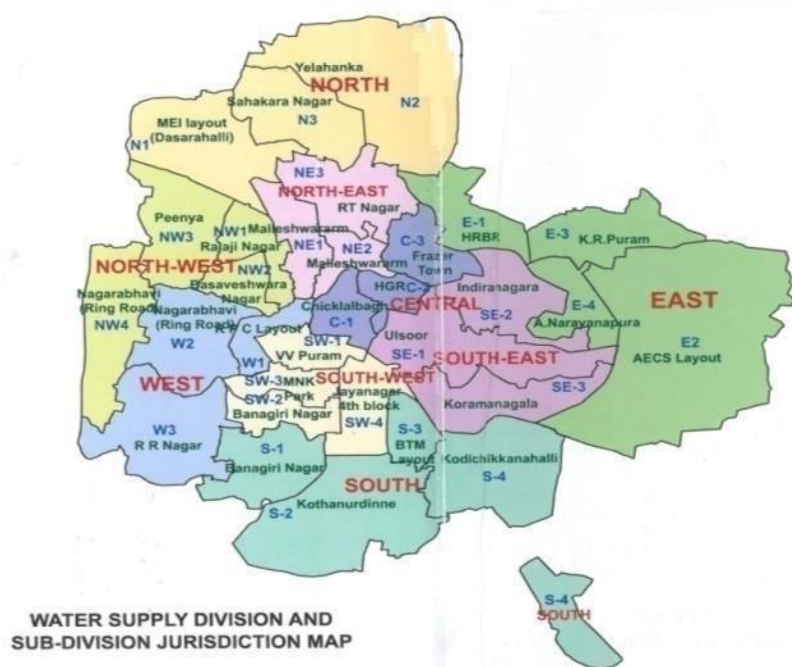 Yelahanka
NORTH
Sahakara Nagar
N2
N3
MEI layout
(Dasarahalli)
N1
NE3
NORTH-EAST
RT Nagar
Peenya
NW3
NW1
Rajaji Nagar
Malleshwararm
NE1
NE2
Malleshwararm
C-3
Frazer
Town
E-1
HRBR
E-3
K.R.Puram
NORTH-WEST
NW2
Basaveshwara
Nagar
Nagarabhavi
(Ring Road)
NW4
Nagarabhavi
(Ring Road)
W2
R P C Layout
W1
Chicklalbagh
C-1
HGR
C-2
CENTRAL
Indiranagara
SE-2
E-4
A.Narayanapura
EAST
E2
AECS Layout
SW-1
VV Puram
Ulsoor
SE-1
SOUTH-EAST
SE-3
Koramanagala
WEST
SW-3
MNK
Park
SW-2
Banagiri Nagar
SOUTH-WEST
Jayanagar
4th block
SW-4
W3
R R Nagar
S-1
Banagiri Nagar
S-3
BTM
Layout
Kodichikkanahalli
S-4
SOUTH
S-2
Kothanurdinne
S-4
SOUTH
WATER SUPPLY DIVISION AND
SUB-DIVISION JURISDICTION MAP